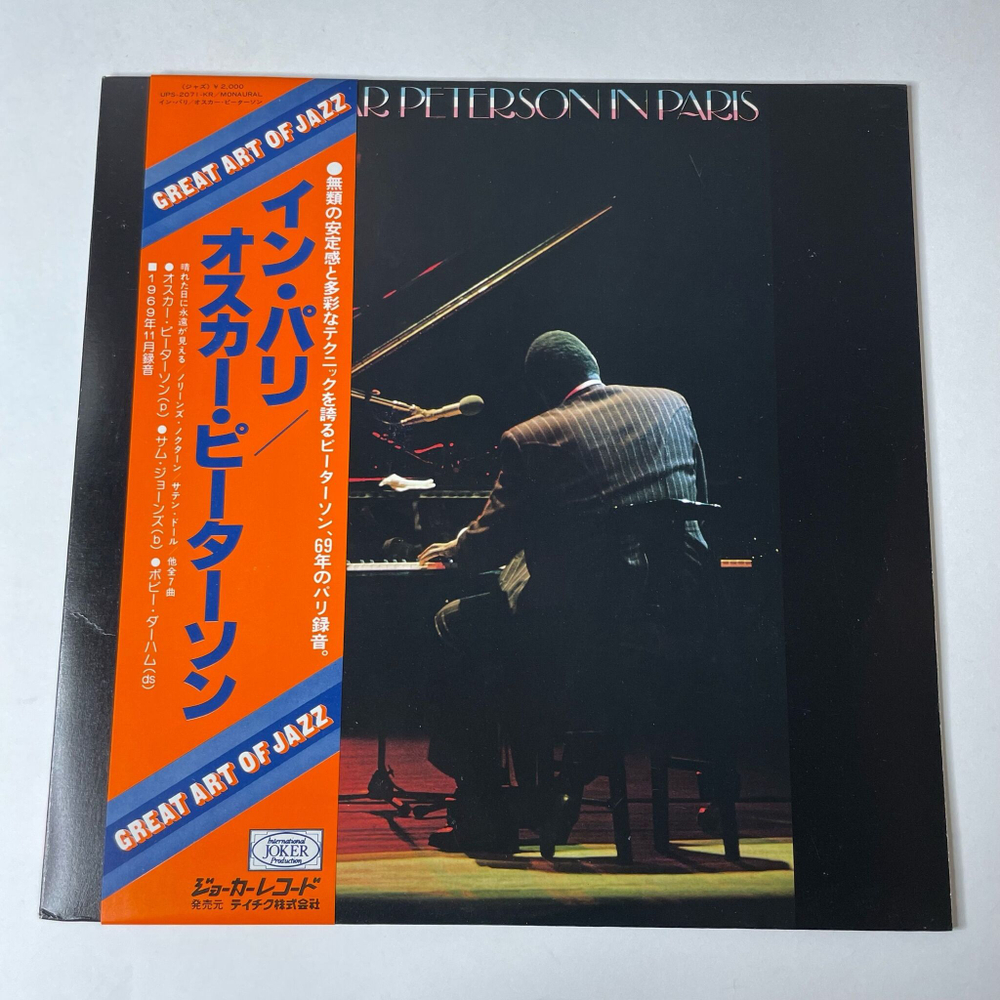 《ジャズ》¥2,000
UPS-2071-KR/MONAURAL
イン・パリ/オスカー・ピーターソン
AR PETERSON IN PARIS
GREAT ART OF JAZZ
●無類の安定感と多彩なテクニックを誇るピーターソン、69年のパリ録音。
イン・パリ/
オスカー・ピーターソン
晴れた日に永遠が見える/ノリーンズ・ノクターン/サテン・ドール/他全7曲
●オスカー・ピーターソン(p) ●サム・ジョーンズ(b) ●ボビー・ダーハム(ds)
■1969年11月録音
GREAT ART OF JAZZ
International
JOKER
Production
ジョーカーレコード
発売元 テイチク株式会社